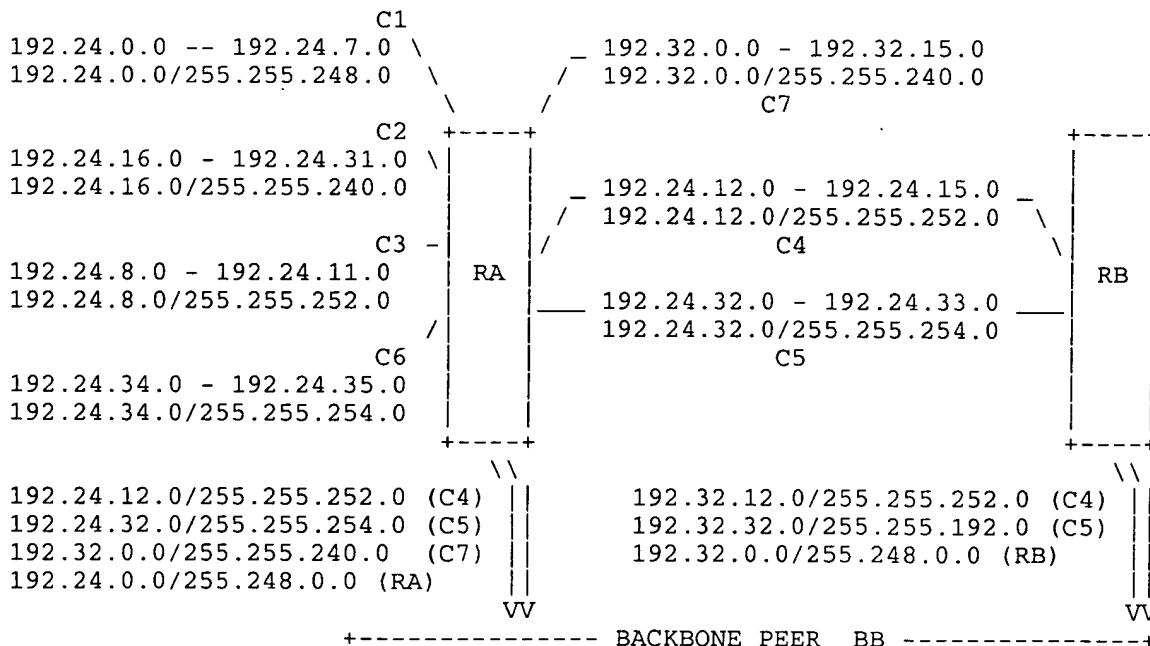 C1
192.24.0.0 -- 192.24.7.0
192.24.0.0/255.255.248.0
192.32.0.0 - 192.32.15.0
192.32.0.0/255.255.240.0
C7
C2
192.24.16.0 - 192.24.31.0
192.24.16.0/255.255.240.0
192.24.12.0 - 192.24.15.0
192.24.12.0/255.255.252.0
C4
C3
192.24.8.0 - 192.24.11.0
192.24.8.0/255.255.252.0
RA
RB
192.24.32.0 - 192.24.33.0
192.24.32.0/255.255.254.0
C5
C6
192.24.34.0 - 192.24.35.0
192.24.34.0/255.255.254.0
192.24.12.0/255.255.252.0 (C4)
192.24.32.0/255.255.254.0 (C5)
192.32.0.0/255.255.240.0 (C7)
192.24.0.0/255.248.0.0 (RA)
192.32.12.0/255.255.252.0 (C4)
192.32.32.0/255.255.192.0 (C5)
192.32.0.0/255.248.0.0 (RB)
VV
VV
BACKBONE PEER BB